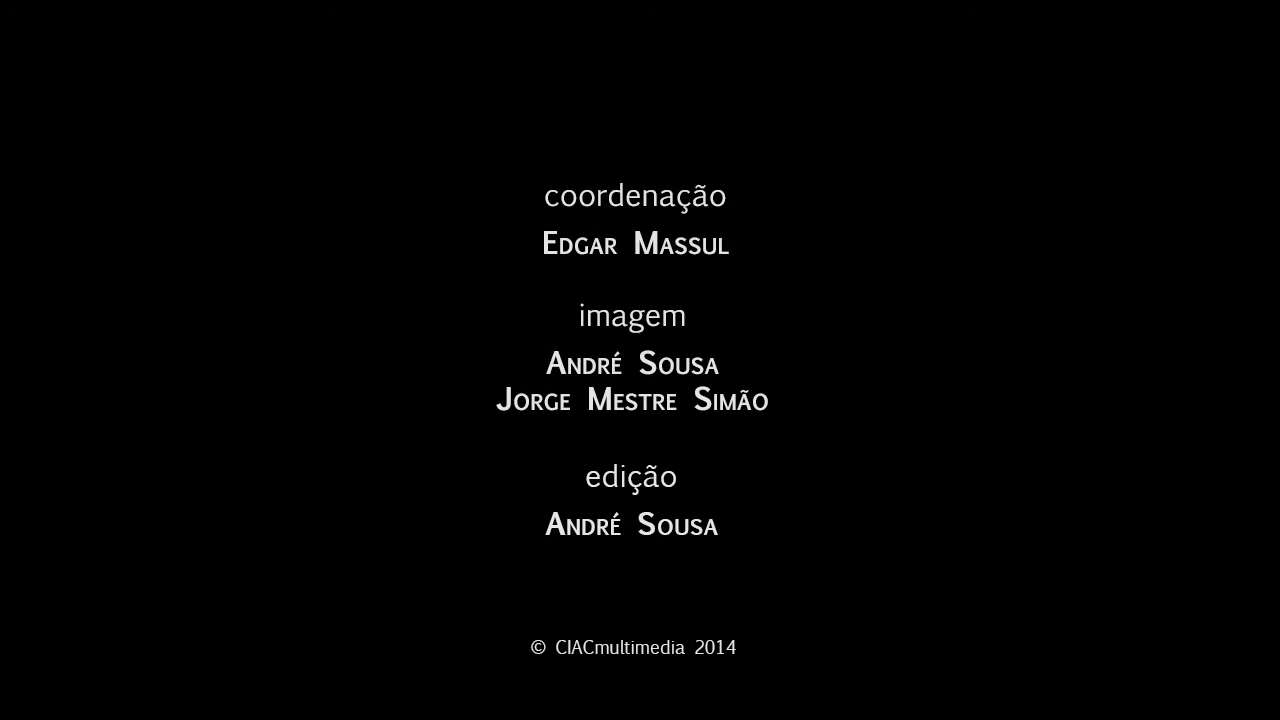 coordenação
Edgar Massul
imagem
André Sousa
Jorge Mestre Simão
edição
André Sousa
© CIACmultimedia 2014